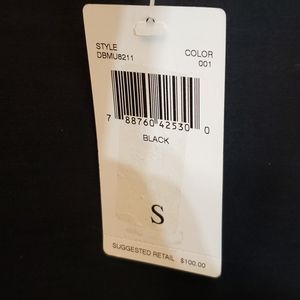 STYLE COLOR
DBMU8211 001
7 88760 42530 0
BLACK
S
SUGGESTED RETAIL $100.00